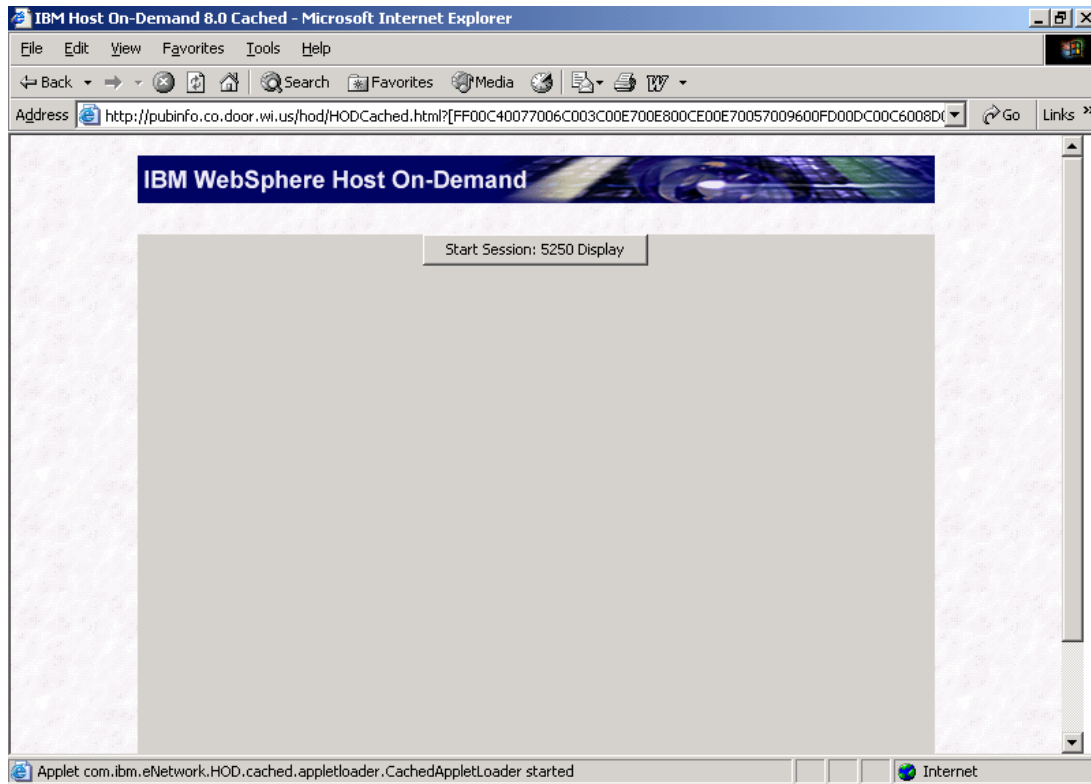 IBM Host On-Demand 8.0 Cached - Microsoft Internet Explorer
File Edit View Favorites Tools Help
Back Search Favorites Media
Address http://pubinfo.co.door.wi.us/hod/HODCached.html?[FF00C40077006C003C00E700E800CE00E70057009600FD00DC00C6008D( Go Links »
IBM WebSphere Host On-Demand
Start Session: 5250 Display
Applet com.ibm.eNetwork.HOD.cached.appletloader.CachedAppletLoader started Internet